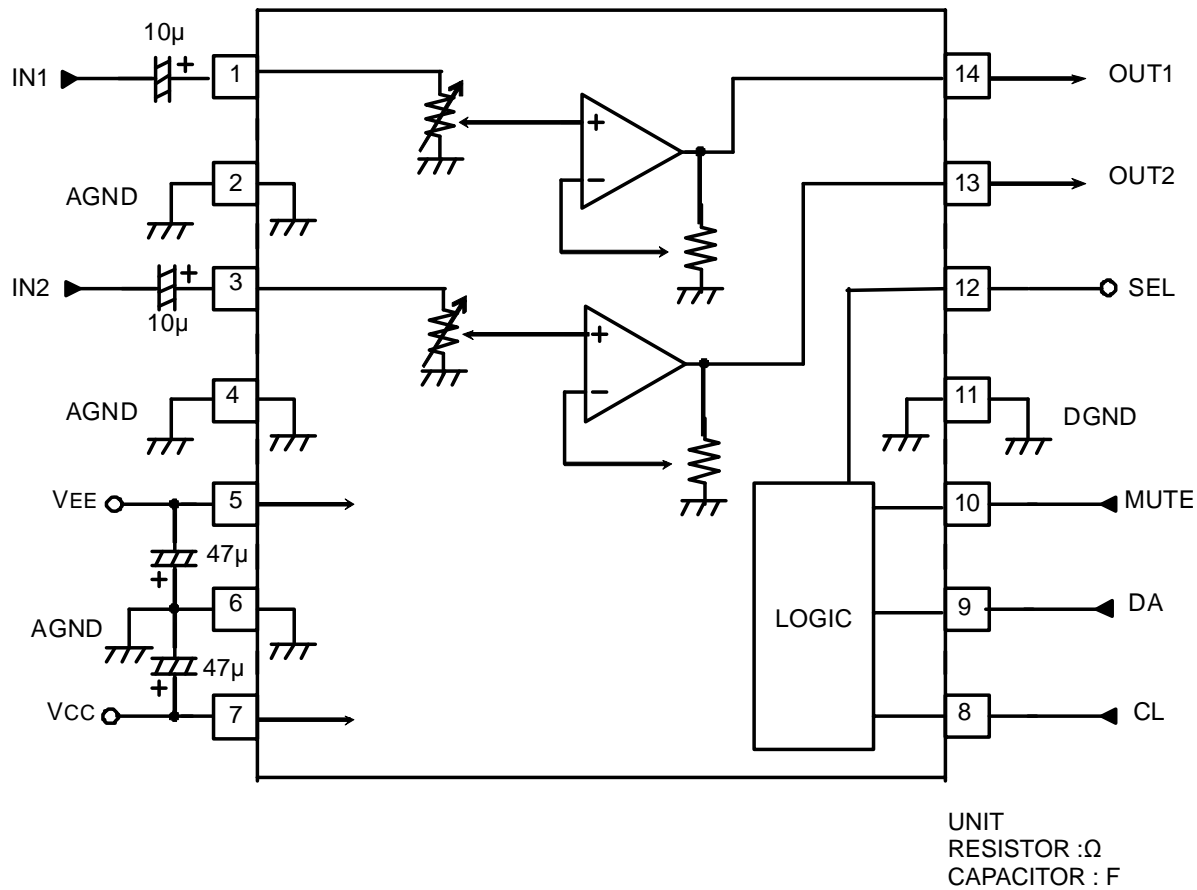 10µ
IN1
+
1
14
OUT1
+
−
AGND
2
13
OUT2
IN2
+
3
12
SEL
10µ
+
−
AGND
4
11
DGND
VEE
5
10
MUTE
47µ
+
AGND
6
LOGIC
9
DA
47µ
+
VCC
7
8
CL
UNIT
RESISTOR :Ω
CAPACITOR : F